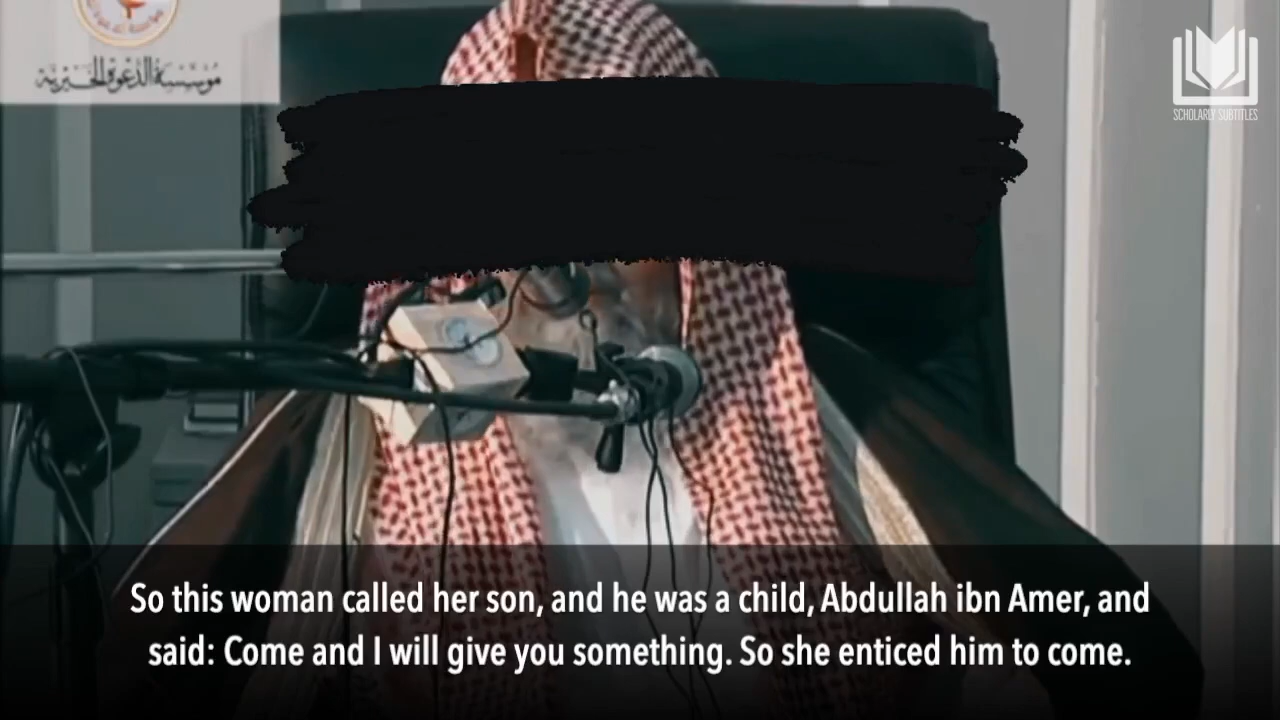 مؤسسة الدعوة الخيرية
SCHOLARLY SUBTITLES
So this woman called her son, and he was a child, Abdullah ibn Amer, and
said: Come and I will give you something. So she enticed him to come.